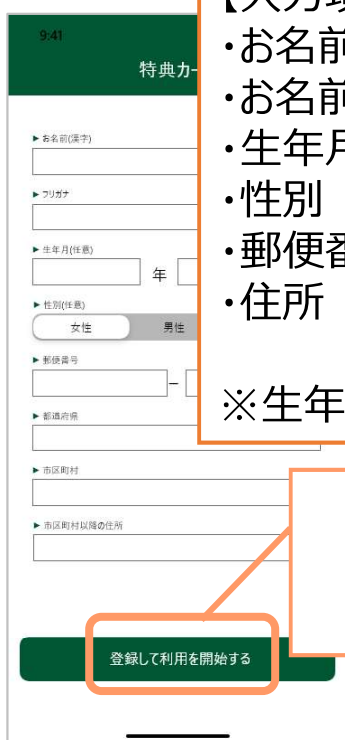 9:41
特典カー
▶ お名前(漢字)
▶ フリガナ
▶ 生年月(任意)
年
▶ 性別(任意)
女性 男性
▶ 郵便番号
–
▶ 都道府県
▶ 市区町村
▶ 市区町村以降の住所
登録して利用を開始する
・お名前
・お名前
・生年月
・性別
・郵便番
・住所
※生年